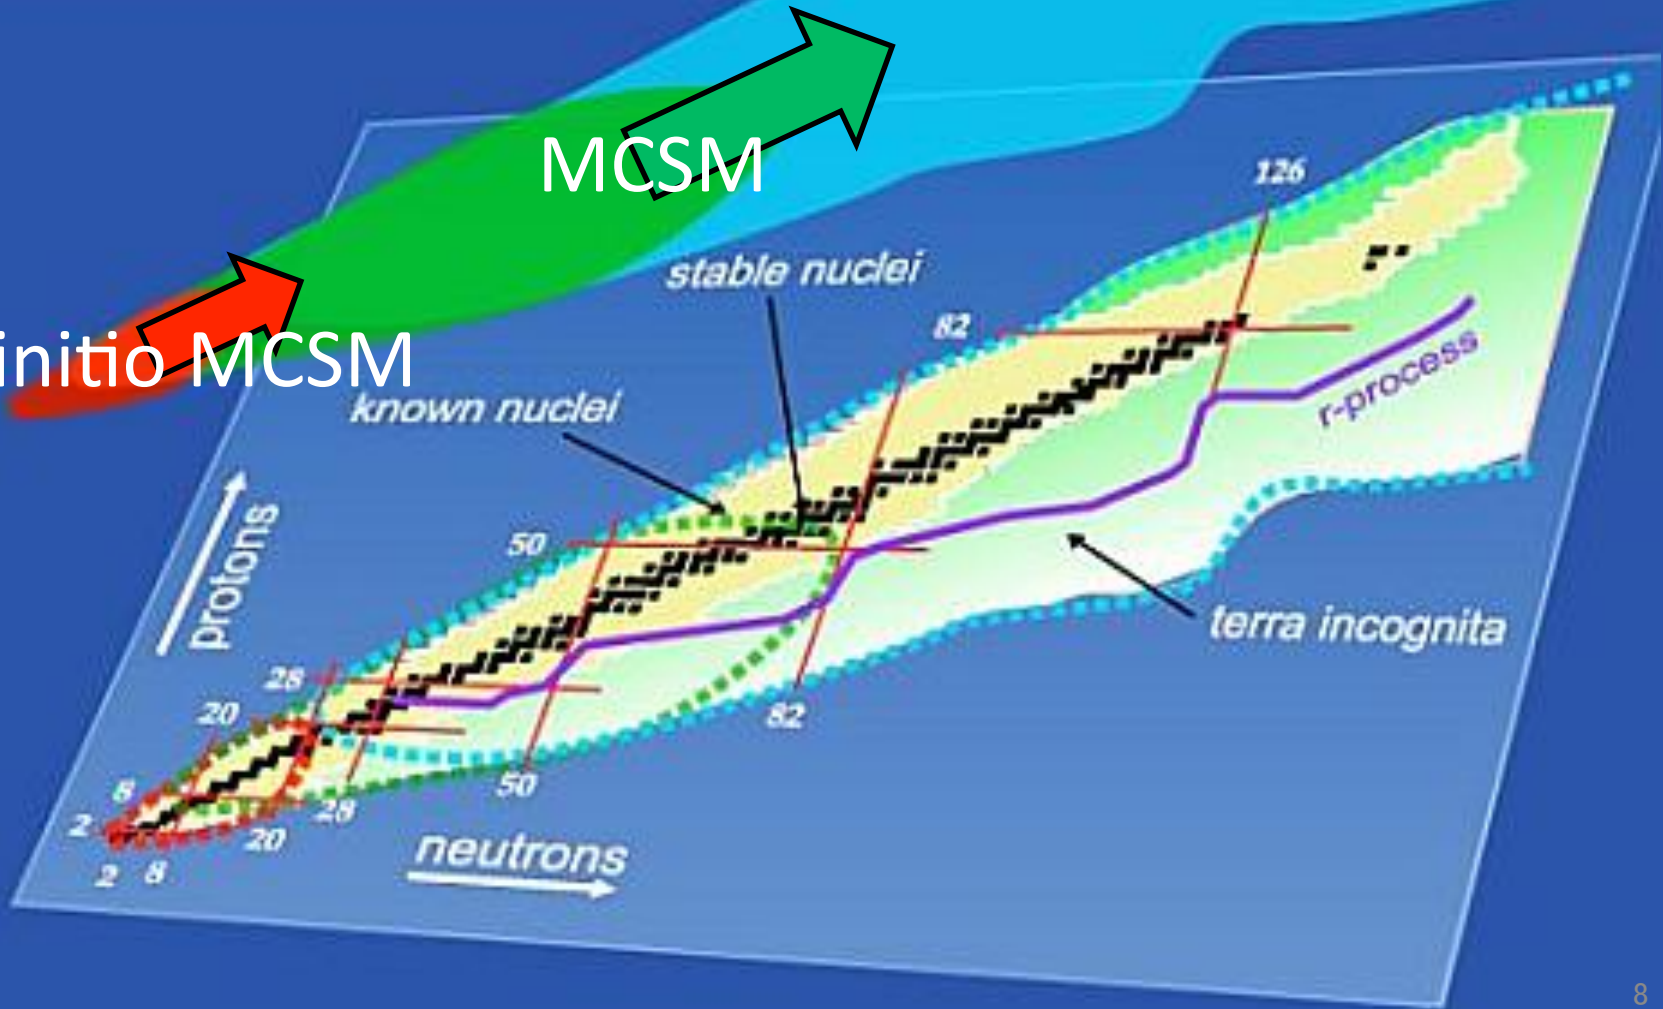 MCSM
126
stable nuclei
82
initio MCSM
known nuclei
r-process
50
protons
terra incognita
28
20
82
50
8
28
2
20
neutrons
2
8
8